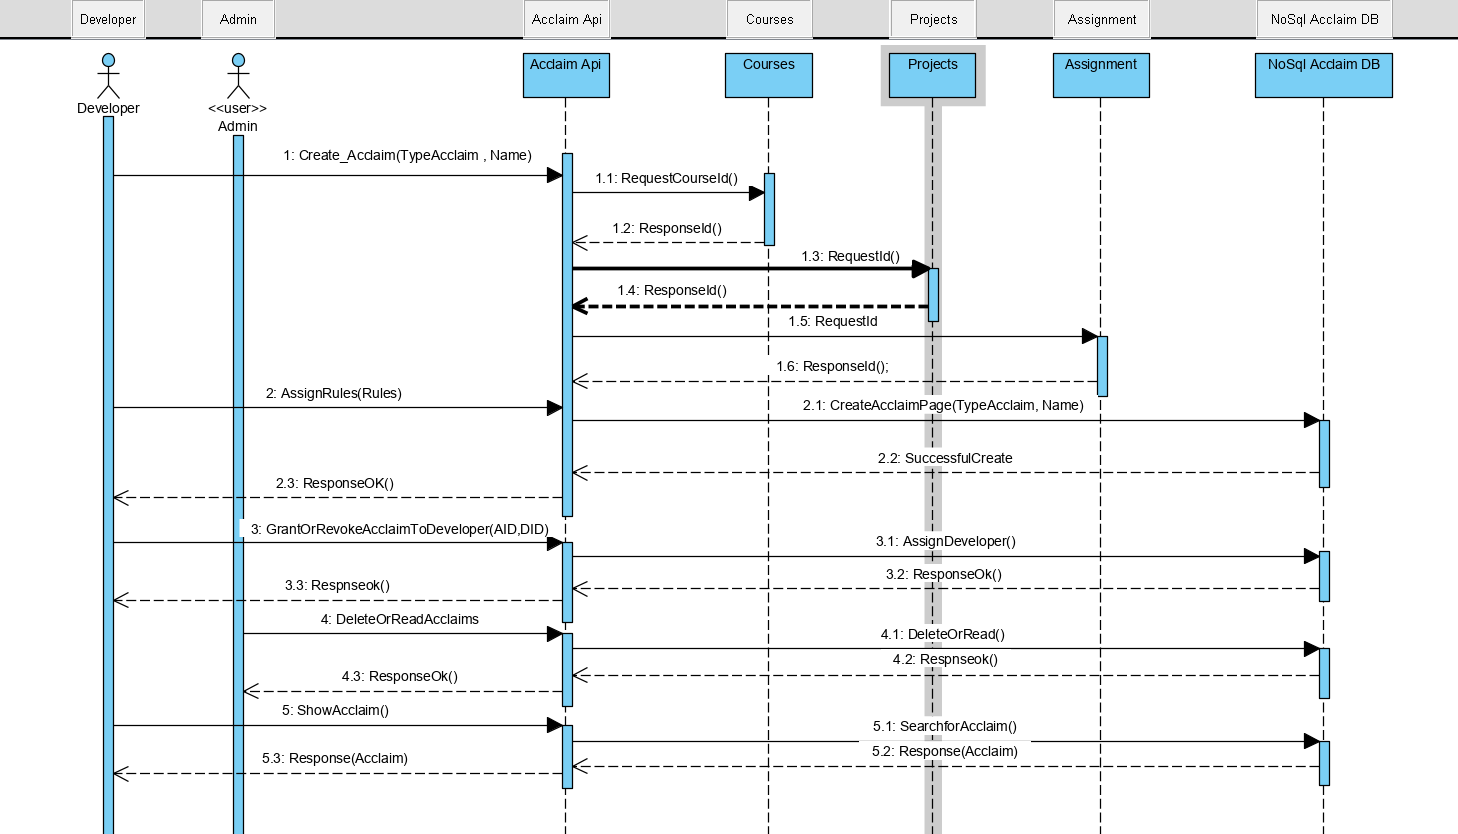 Developer
Admin
Acclaim Api
Courses
Projects
Assignment
NoSql Acclaim DB
Developer
<<user>>
Admin
Acclaim Api
Courses
Projects
Assignment
NoSql Acclaim DB
1: Create_Acclaim(TypeAcclaim , Name)
1.1: RequestCourseId()
1.2: ResponseId()
1.3: RequestId()
1.4: ResponseId()
1.5: RequestId
1.6: ResponseId();
2: AssignRules(Rules)
2.1: CreateAcclaimPage(TypeAcclaim, Name)
2.2: SuccessfulCreate
2.3: ResponseOK()
3: GrantOrRevokeAcclaimToDeveloper(AID,DID)
3.1: AssignDeveloper()
3.2: ResponseOk()
3.3: Respnseok()
4: DeleteOrReadAcclaims
4.1: DeleteOrRead()
4.2: Respnseok()
4.3: ResponseOk()
5: ShowAcclaim()
5.1: SearchforAcclaim()
5.2: Response(Acclaim)
5.3: Response(Acclaim)